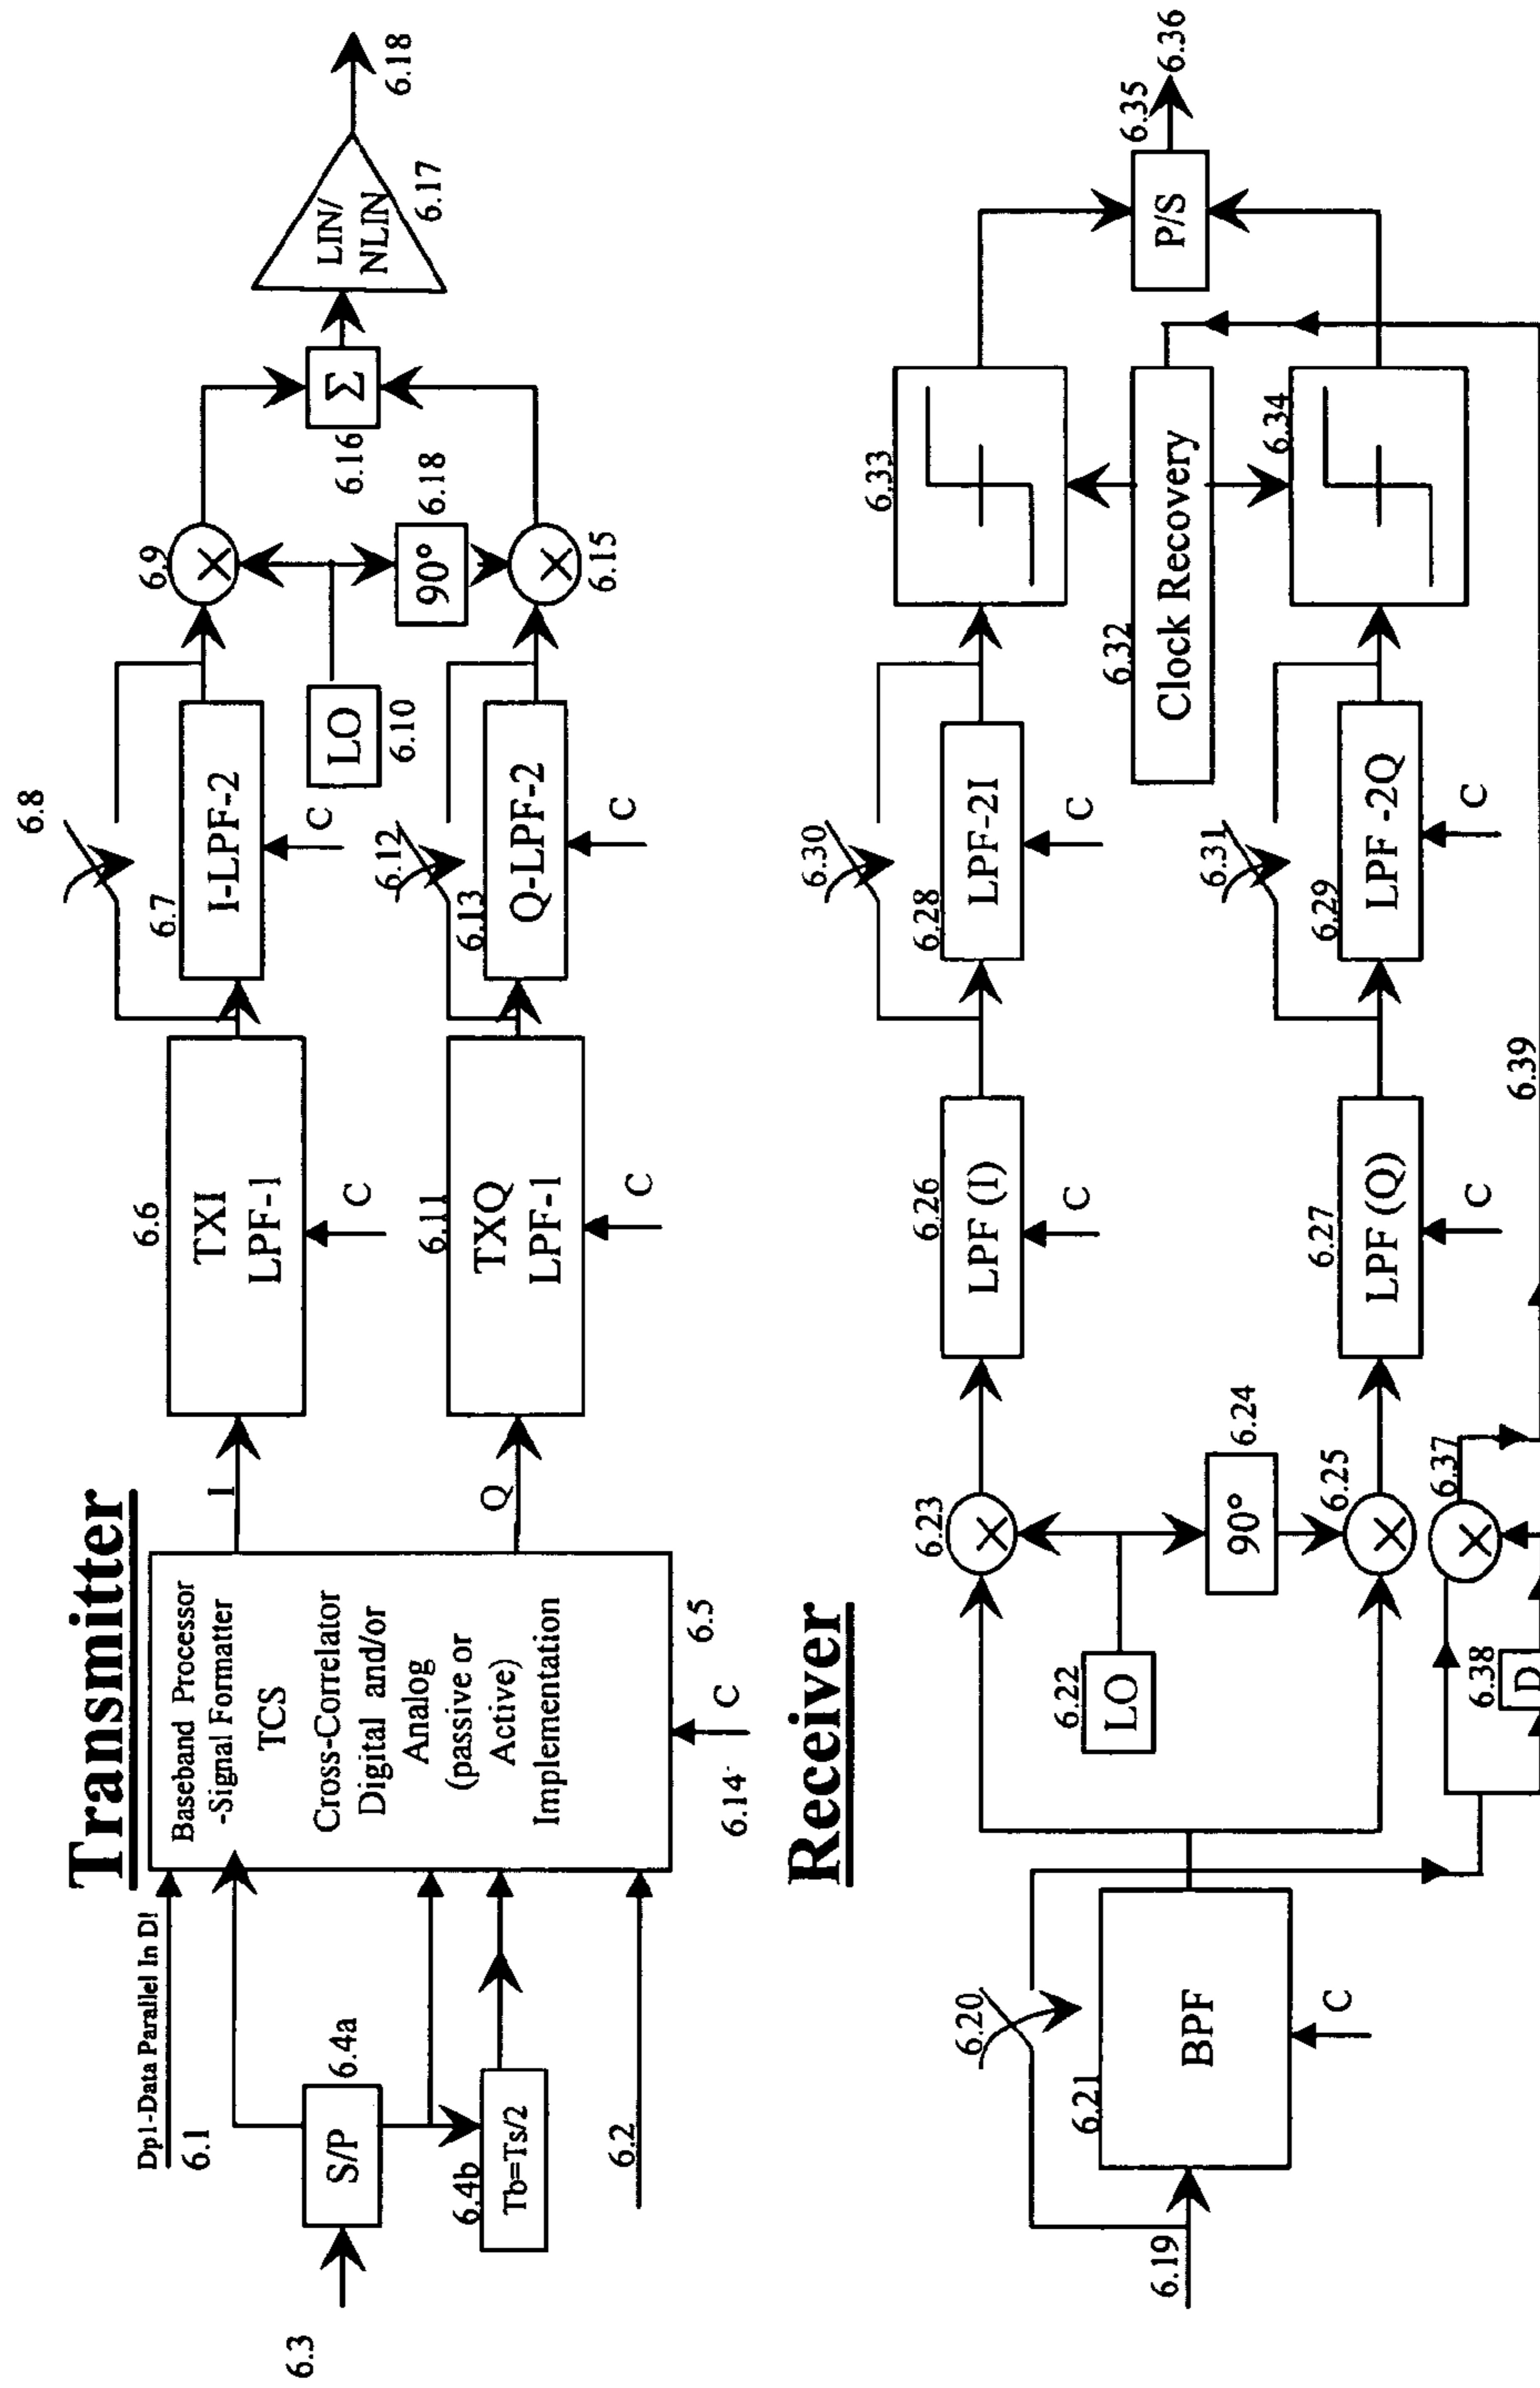 Transmitter
Dp1-Data Parallel In D!
6.1
6.3
S/P
6.4a
6.4b
Tb=Ts/2
6.2
Baseband Processor
-Signal Formatter
TCS
Cross-Correlator
Digital and/or
Analog
(passive or
Active)
Implementation
6.5
6.14
C
I
Q
6.6
TXI
LPF-1
C
6.11
TXQ
LPF-1
C
6.8
6.7
I-LPF-2
C
6.12
6.13
Q-LPF-2
C
LO
6.10
6.9
90°
6.18
6.15
Σ
6.16
LIN/
NLIN
6.17
6.18
Receiver
6.19
6.20
6.21
BPF
C
6.22
LO
6.23
90°
6.24
6.25
6.37
6.38
D
6.39
6.26
LPF (I)
C
6.27
LPF (Q)
C
6.30
6.28
LPF-2I
C
6.31
6.29
LPF -2Q
C
6.32
Clock Recovery
6.33
6.34
P/S
6.35
6.36